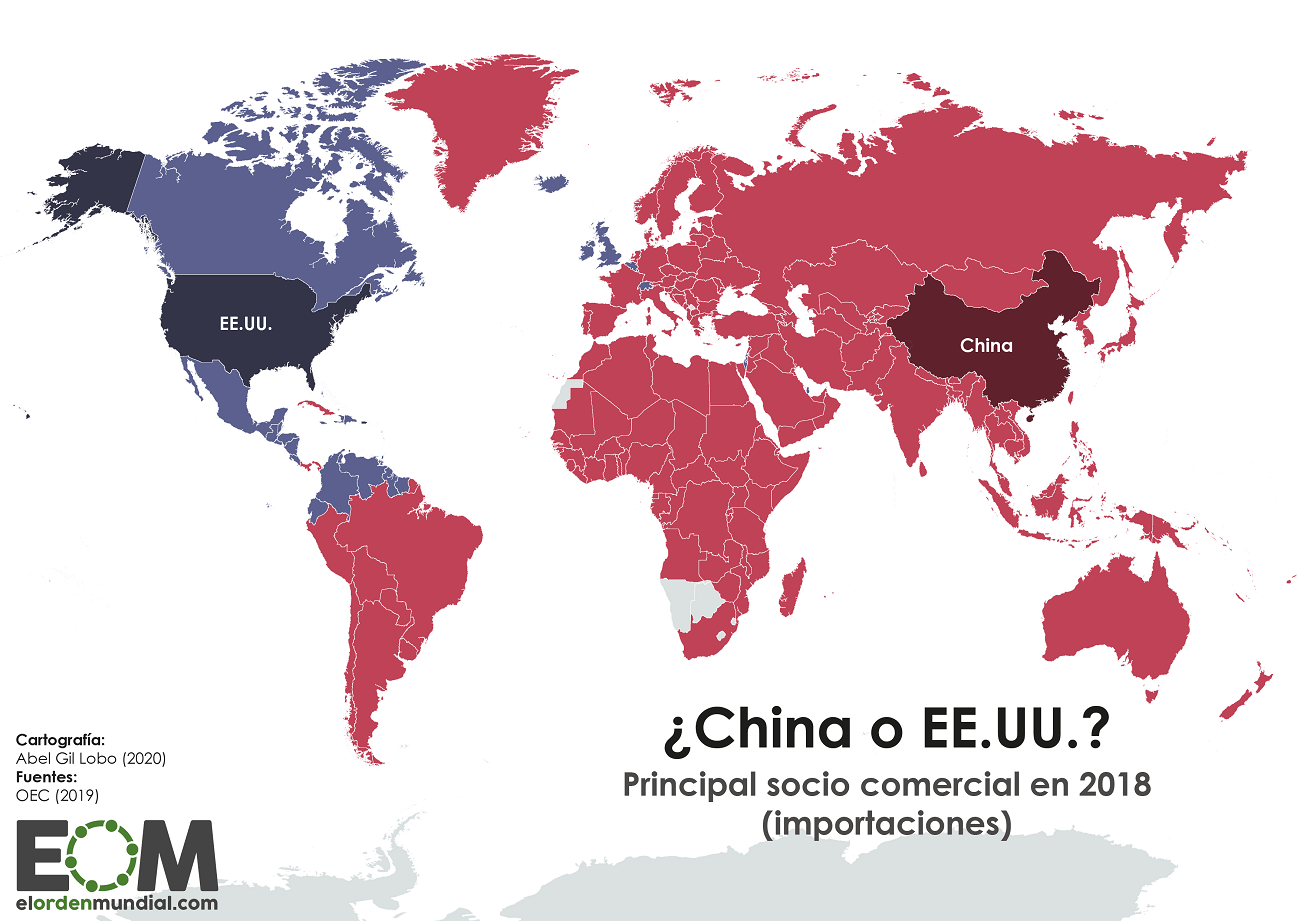 EE.UU.
China
¿China o EE.UU.?
Principal socio comercial en 2018
(importaciones)
Cartografía:
Abel Gil Lobo (2020)
Fuentes:
OEC (2019)
EOM
elordenmundial.com